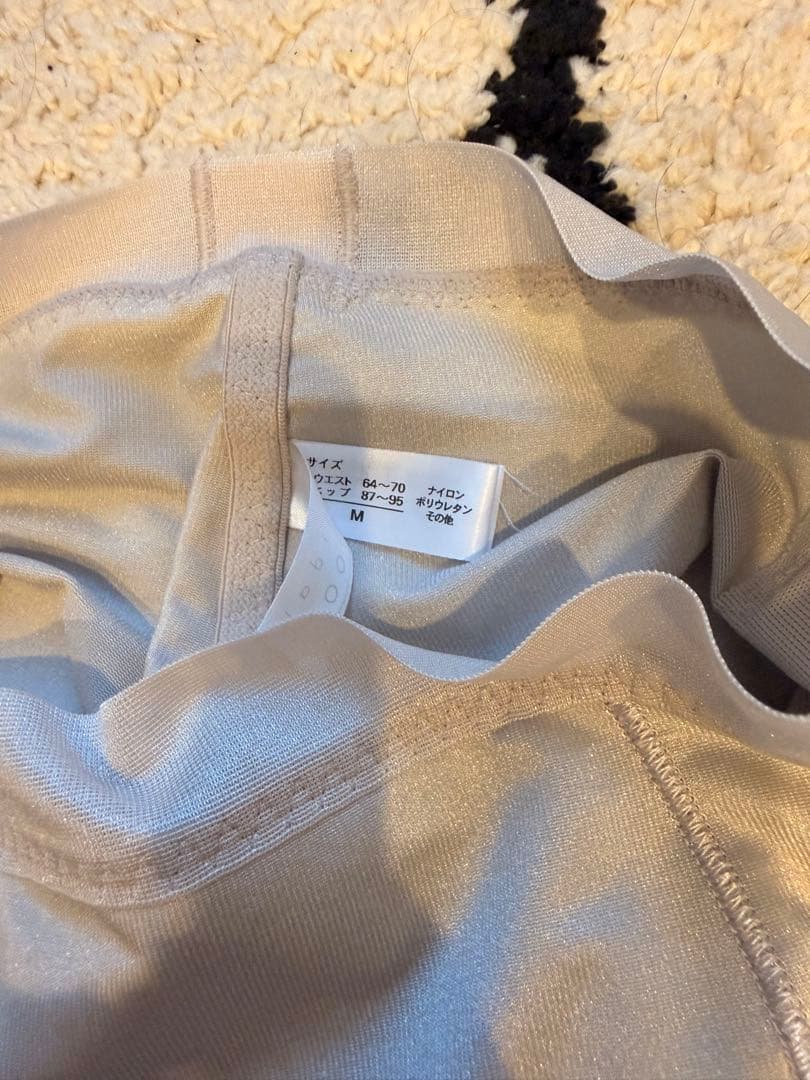 サイズ
ウエスト 64〜70
ヒップ 87〜95
M
ナイロン
ポリウレタン
その他